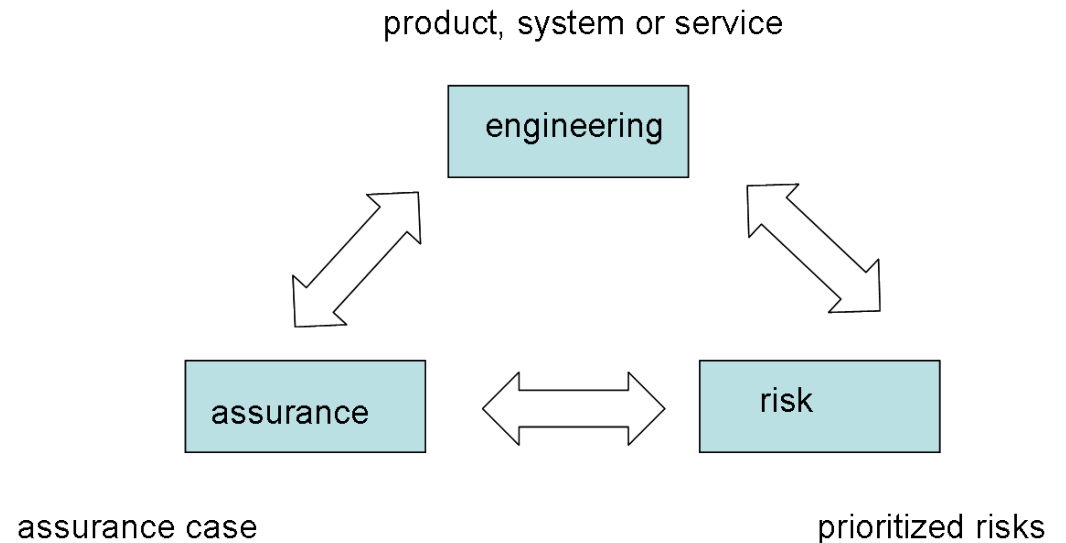 product, system or service
engineering
assurance
risk
assurance case
prioritized risks